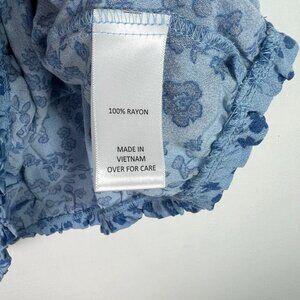 100% RAYON
MADE IN
VIETNAM
OVER FOR CARE